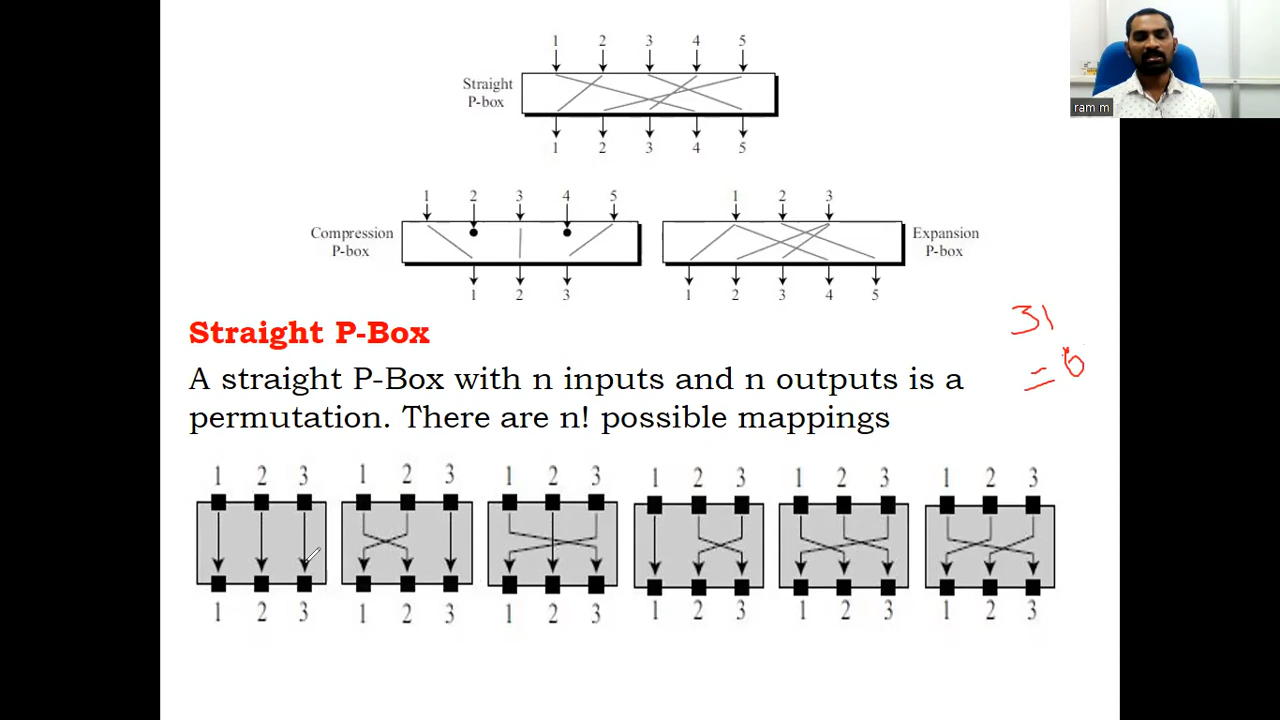 1 2 3 4 5
Straight
P-box
1 2 3 4 5
ram m
1 2 3 4 5
Compression
P-box
1 2 3
1 2 3
Expansion
P-box
1 2 3 4 5
Straight P-Box
A straight P-Box with n inputs and n outputs is a
permutation. There are n! possible mappings
3!
= 6
1 2 3 1 2 3 1 2 3 1 2 3 1 2 3 1 2 3
1 2 3 1 2 3 1 2 3 1 2 3 1 2 3 1 2 3